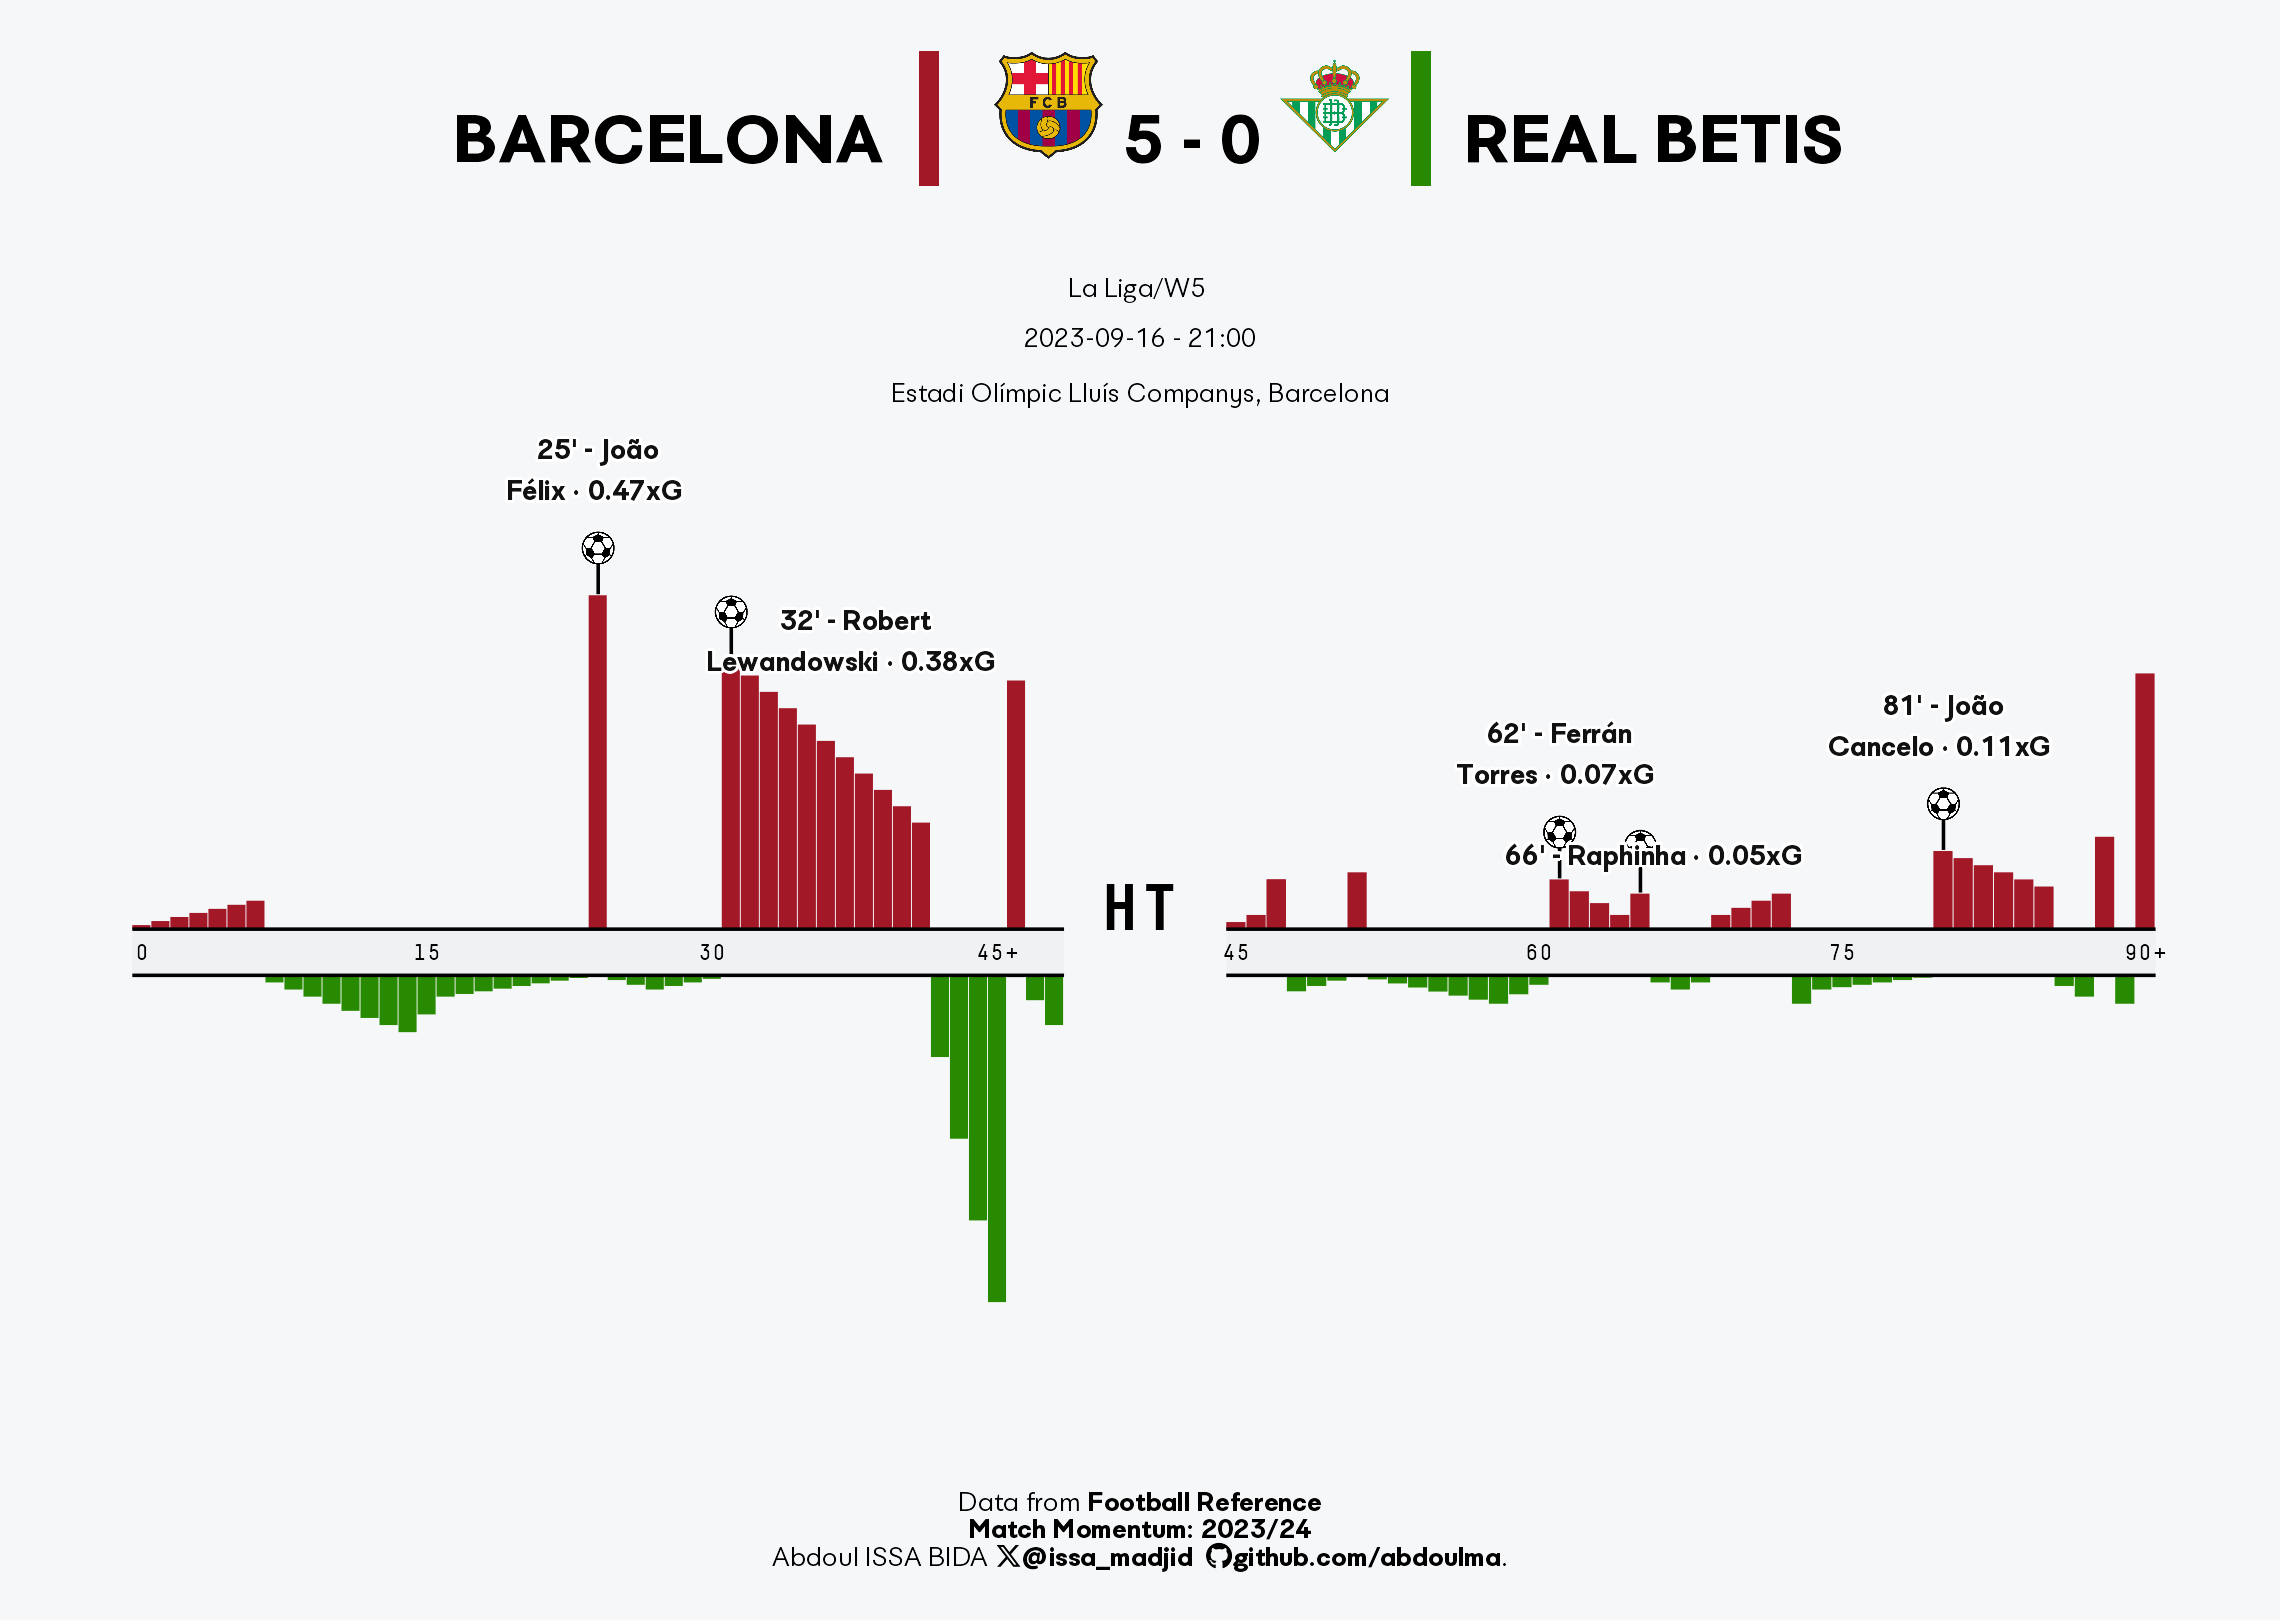 BARCELONA
FCB
5 - 0
REAL BETIS
La Liga/W5
2023-09-16 - 21:00
Estadi Olímpic Lluís Companys, Barcelona
25' - João
Félix · 0.47xG
32' - Robert
Lewandowski · 0.38xG
62' - Ferrán
Torres · 0.07xG
66' - Raphinha · 0.05xG
81' - João
Cancelo · 0.11xG
HT
0 15 30 45+
45 60 75 90+
Data from Football Reference
Match Momentum: 2023/24
Abdoul ISSA BIDA @issa_madjid github.com/abdoulma.